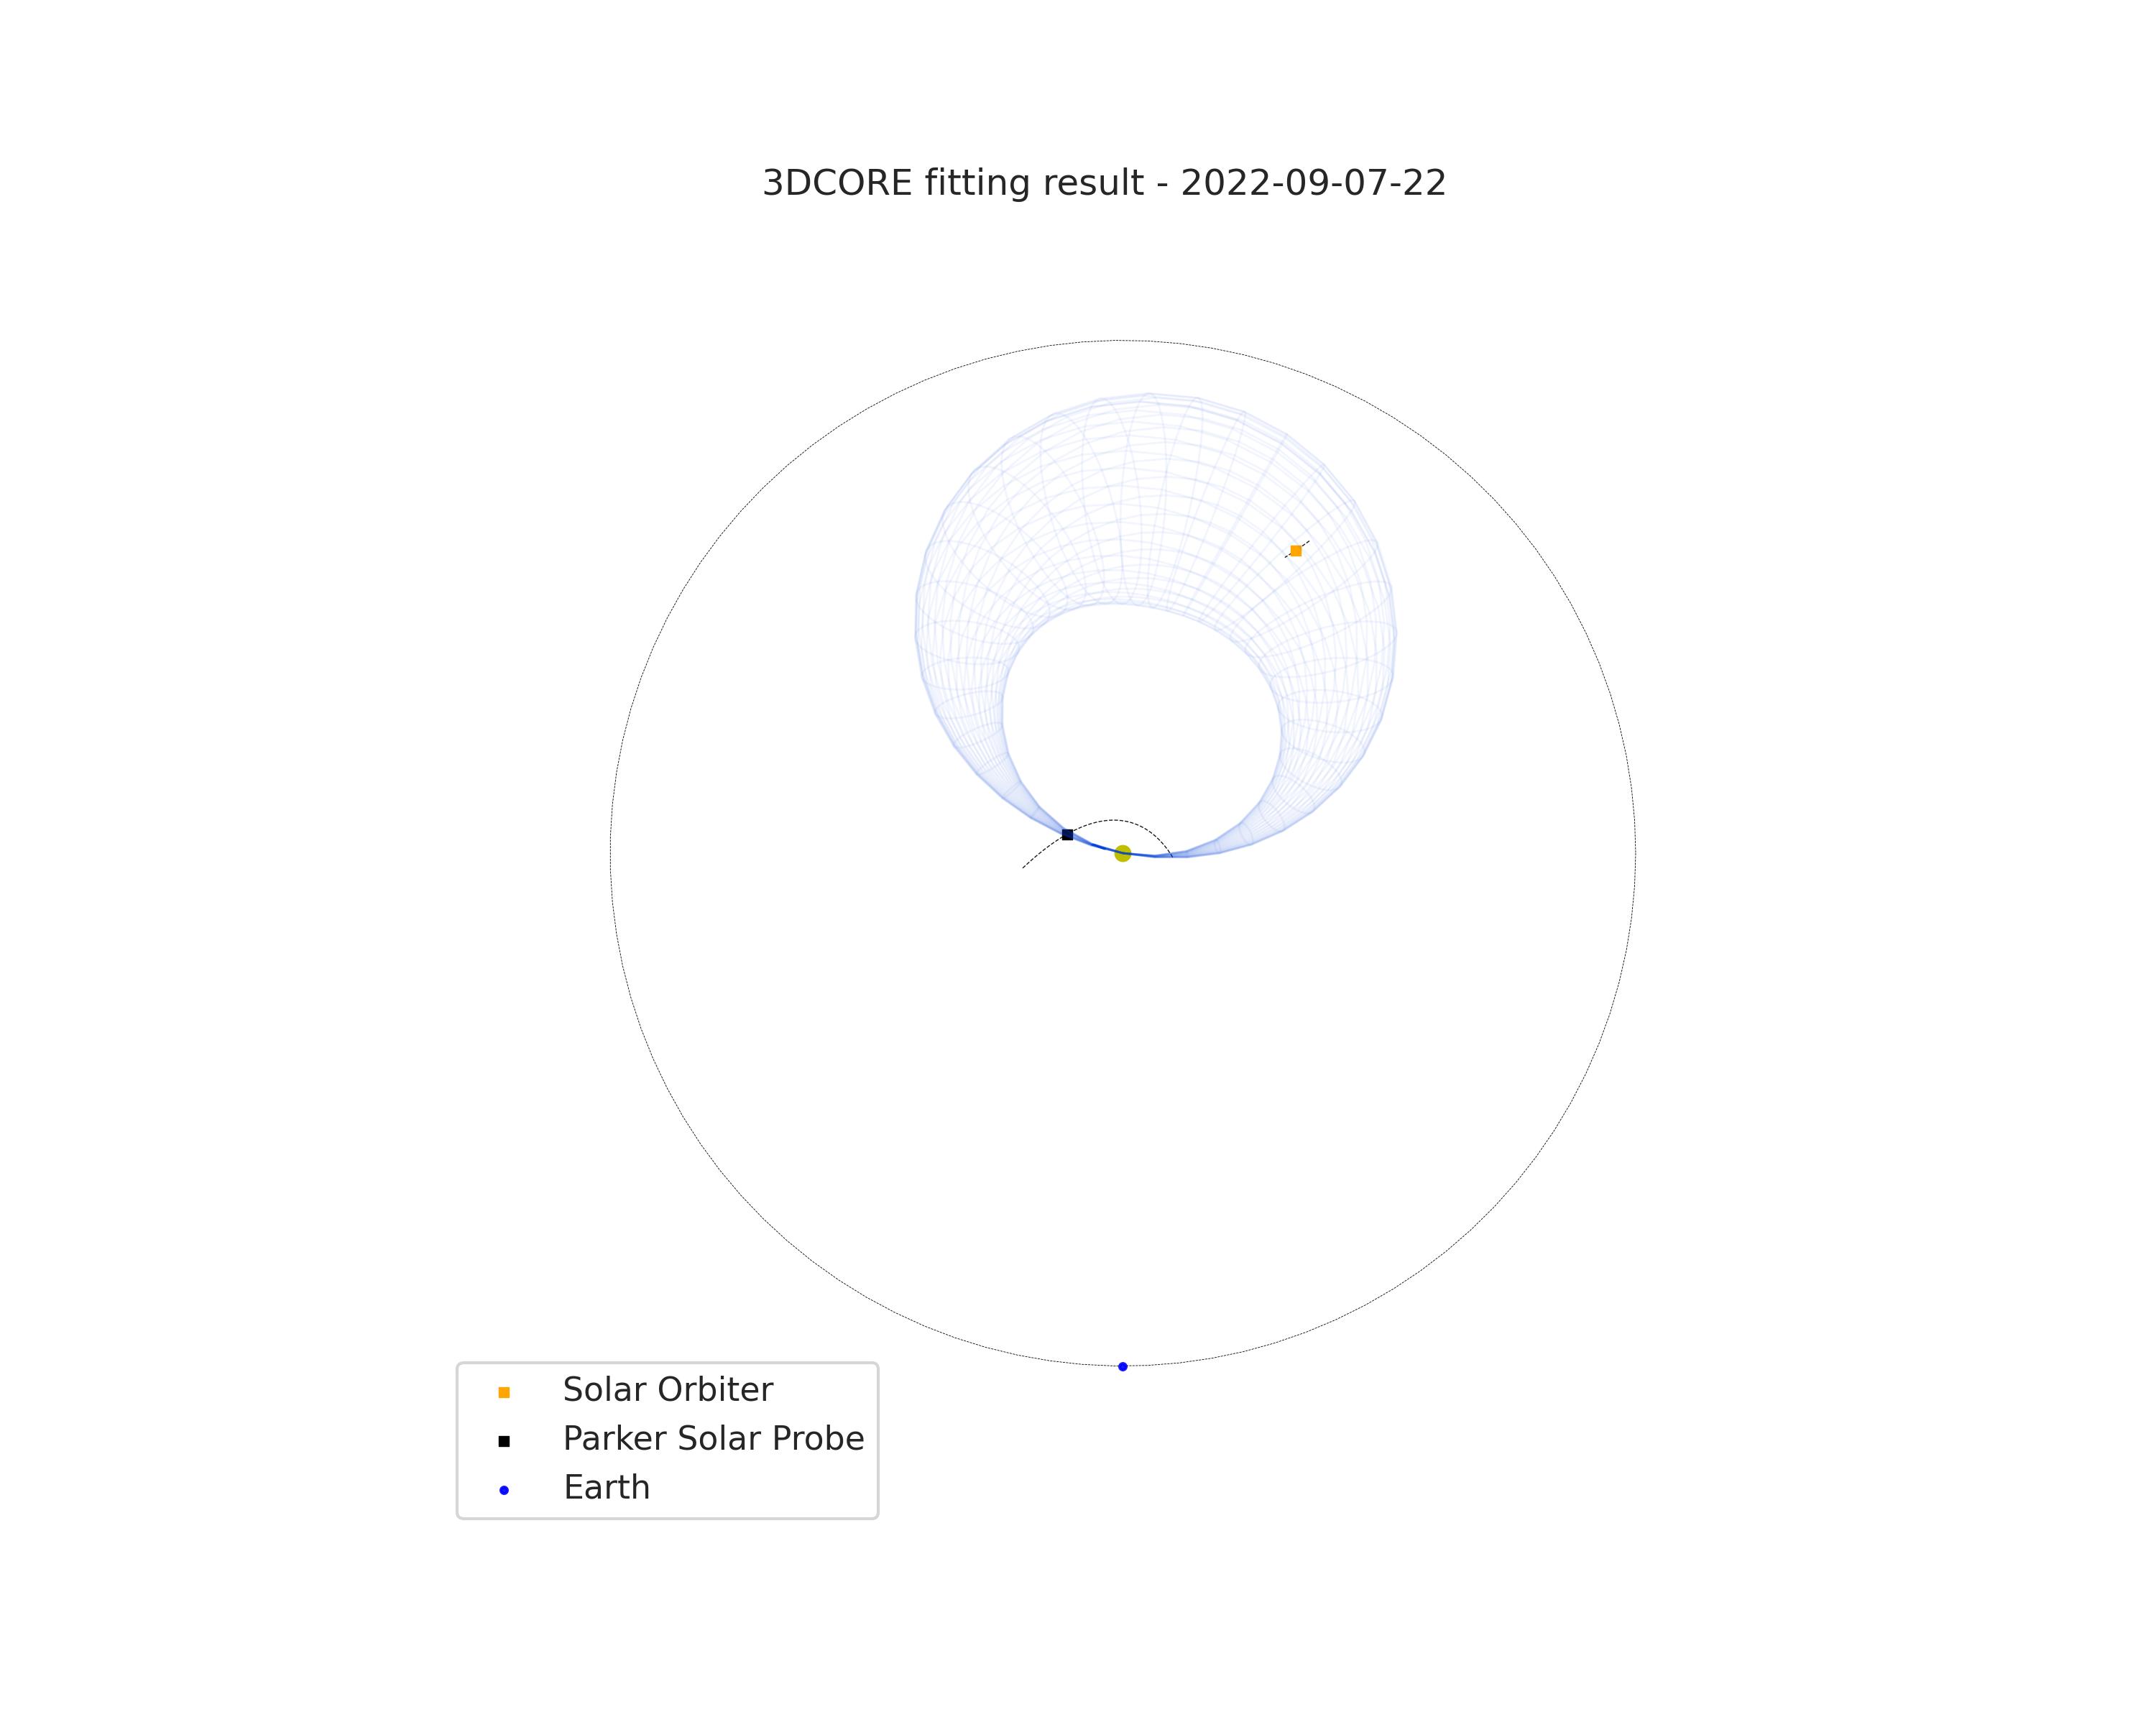 3DCORE fitting result - 2022-09-07-22
Solar Orbiter
Parker Solar Probe
Earth